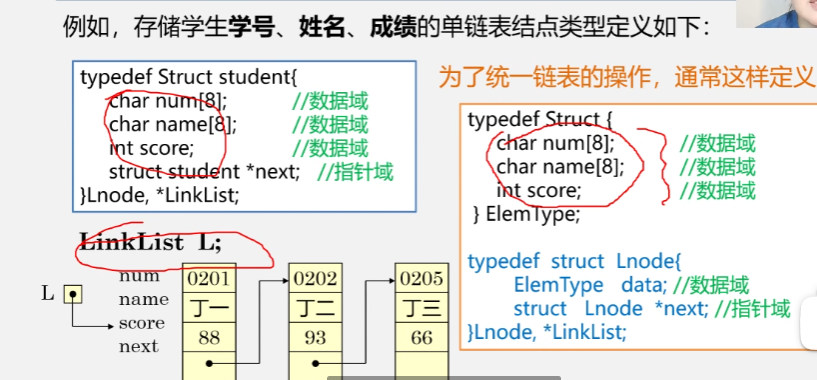 例如，存储学生学号、姓名、成绩的单链表结点类型定义如下：
typedef Struct student{
char num[8]; //数据域
char name[8]; //数据域
int score; //数据域
struct student *next; //指针域
}Lnode, *LinkList;
为了统一链表的操作，通常这样定义
typedef Struct {
char num[8]; //数据域
char name[8]; //数据域
int score; //数据域
} ElemType;
typedef struct Lnode{
ElemType data; //数据域
struct Lnode *next; //指针域
}Lnode, *LinkList;
LinkList L;
L
num 0201 0202 0205
name 丁一 丁二 丁三
score 88 93 66
next